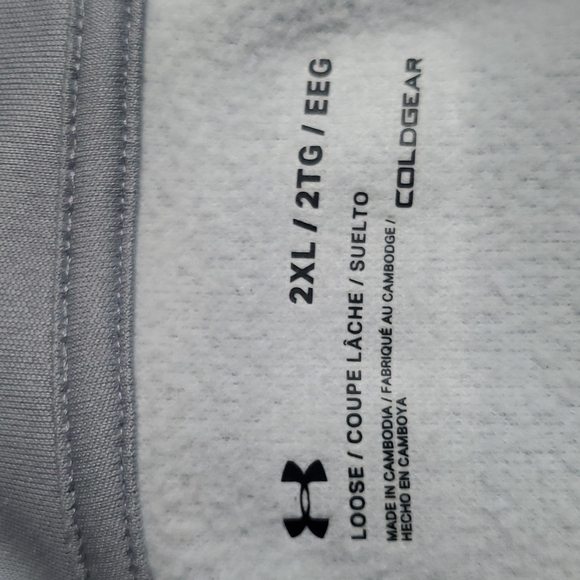 2XL / 2TG / EEG
LOOSE / COUPE LÂCHE / SUELTO
MADE IN CAMBODIA / FABRIQUÉ AU CAMBODGE /
HECHO EN CAMBOYA
COLDGEAR